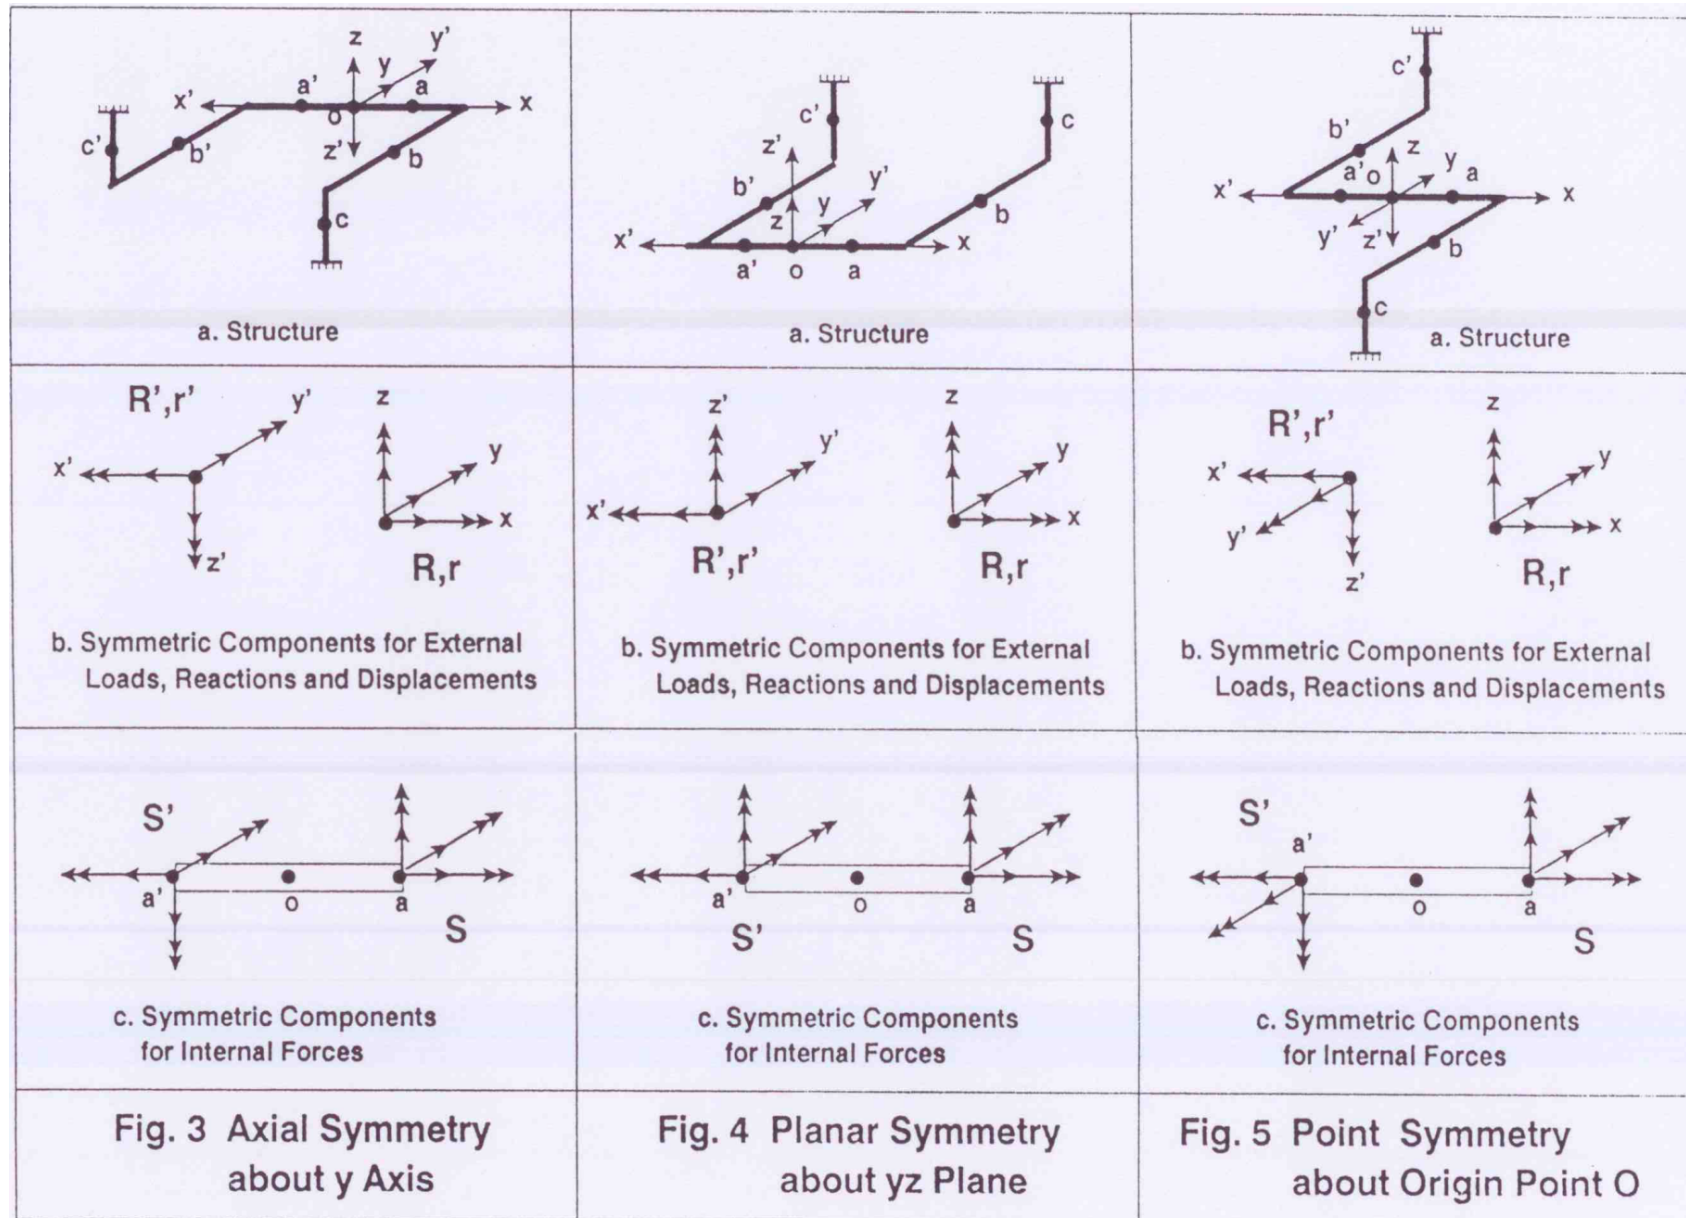 z
y'
y
a'
a
x'
x
o
c'
z'
b'
b
c
a. Structure
R',r'
y'
z
x'
y
z'
x
R,r
b. Symmetric Components for External
Loads, Reactions and Displacements
S'
a'
o
a
S
c. Symmetric Components
for Internal Forces
Fig. 3 Axial Symmetry
about y Axis
c'
c
z'
y'
b'
y
b
z
x'
x
a'
o
a
a. Structure
z'
z
y'
y
x'
x
R',r'
R,r
b. Symmetric Components for External
Loads, Reactions and Displacements
a'
o
a
S'
S
c. Symmetric Components
for Internal Forces
Fig. 4 Planar Symmetry
about yz Plane
c'
b'
z
y
a'
o
a
x'
x
y'
z'
b
c
a. Structure
R',r'
z
x'
y
y'
x
z'
R,r
b. Symmetric Components for External
Loads, Reactions and Displacements
S'
a'
o
a
S
c. Symmetric Components
for Internal Forces
Fig. 5 Point Symmetry
about Origin Point O